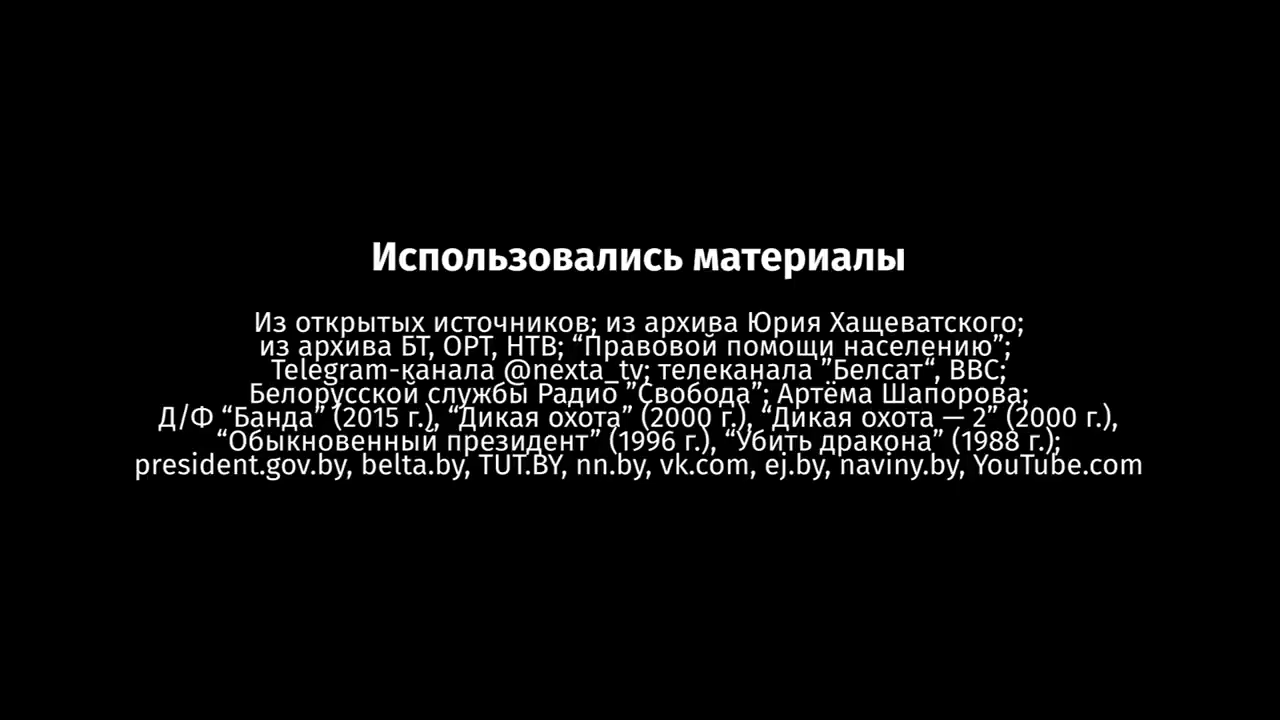 Использовались материалы
Из открытых источников; из архива Юрия Хащеватского;
из архива БТ, ОРТ, НТВ; “Правовой помощи населению”;
Telegram-канала @nexta_tv; телеканала ”Белсат“, BBC;
Белорусской службы Радио ”Свобода”; Артёма Шапорова;
Д/Ф “Банда” (2015 г.), “Дикая охота” (2000 г.), “Дикая охота — 2” (2000 г.),
“Обыкновенный президент” (1996 г.), “Убить дракона” (1988 г.);
president.gov.by, belta.by, TUT.BY, nn.by, vk.com, ej.by, naviny.by, YouTube.com